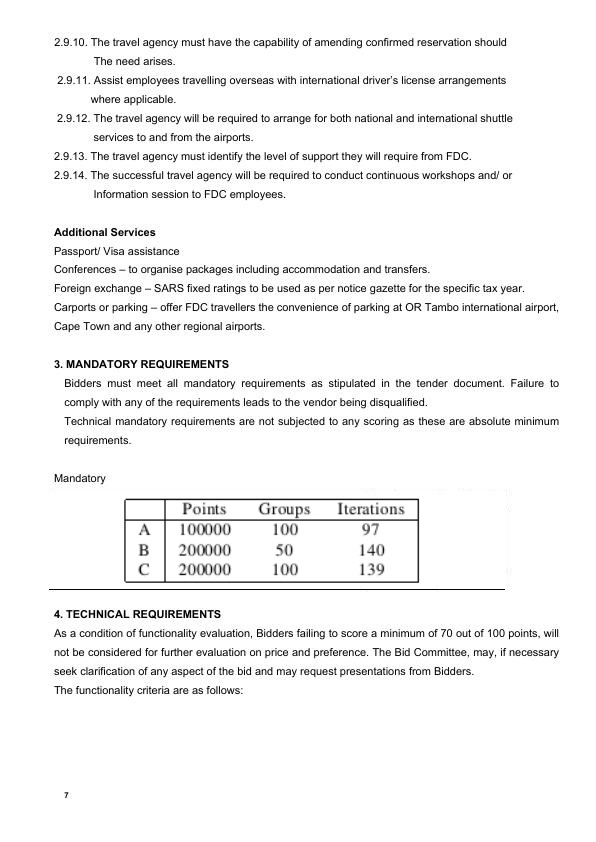 2.9.10. The travel agency must have the capability of amending confirmed reservation should
The need arises.
2.9.11. Assist employees travelling overseas with international driver's license arrangements
where applicable.
2.9.12. The travel agency will be required to arrange for both national and international shuttle
services to and from the airports.
2.9.13. The travel agency must identify the level of support they will require from FDC.
2.9.14. The successful travel agency will be required to conduct continuous workshops and/ or
Information session to FDC employees.
Additional Services
Passport/ Visa assistance
Conferences – to organise packages including accommodation and transfers.
Foreign exchange – SARS fixed ratings to be used as per notice gazette for the specific tax year.
Carports or parking – offer FDC travellers the convenience of parking at OR Tambo international airport,
Cape Town and any other regional airports.
3. MANDATORY REQUIREMENTS
Bidders must meet all mandatory requirements as stipulated in the tender document. Failure to
comply with any of the requirements leads to the vendor being disqualified.
Technical mandatory requirements are not subjected to any scoring as these are absolute minimum
requirements.
Mandatory
Points Groups Iterations
A 100000 100 97
B 200000 50 140
C 200000 100 139
4. TECHNICAL REQUIREMENTS
As a condition of functionality evaluation, Bidders failing to score a minimum of 70 out of 100 points, will
not be considered for further evaluation on price and preference. The Bid Committee, may, if necessary
seek clarification of any aspect of the bid and may request presentations from Bidders.
The functionality criteria are as follows:
7